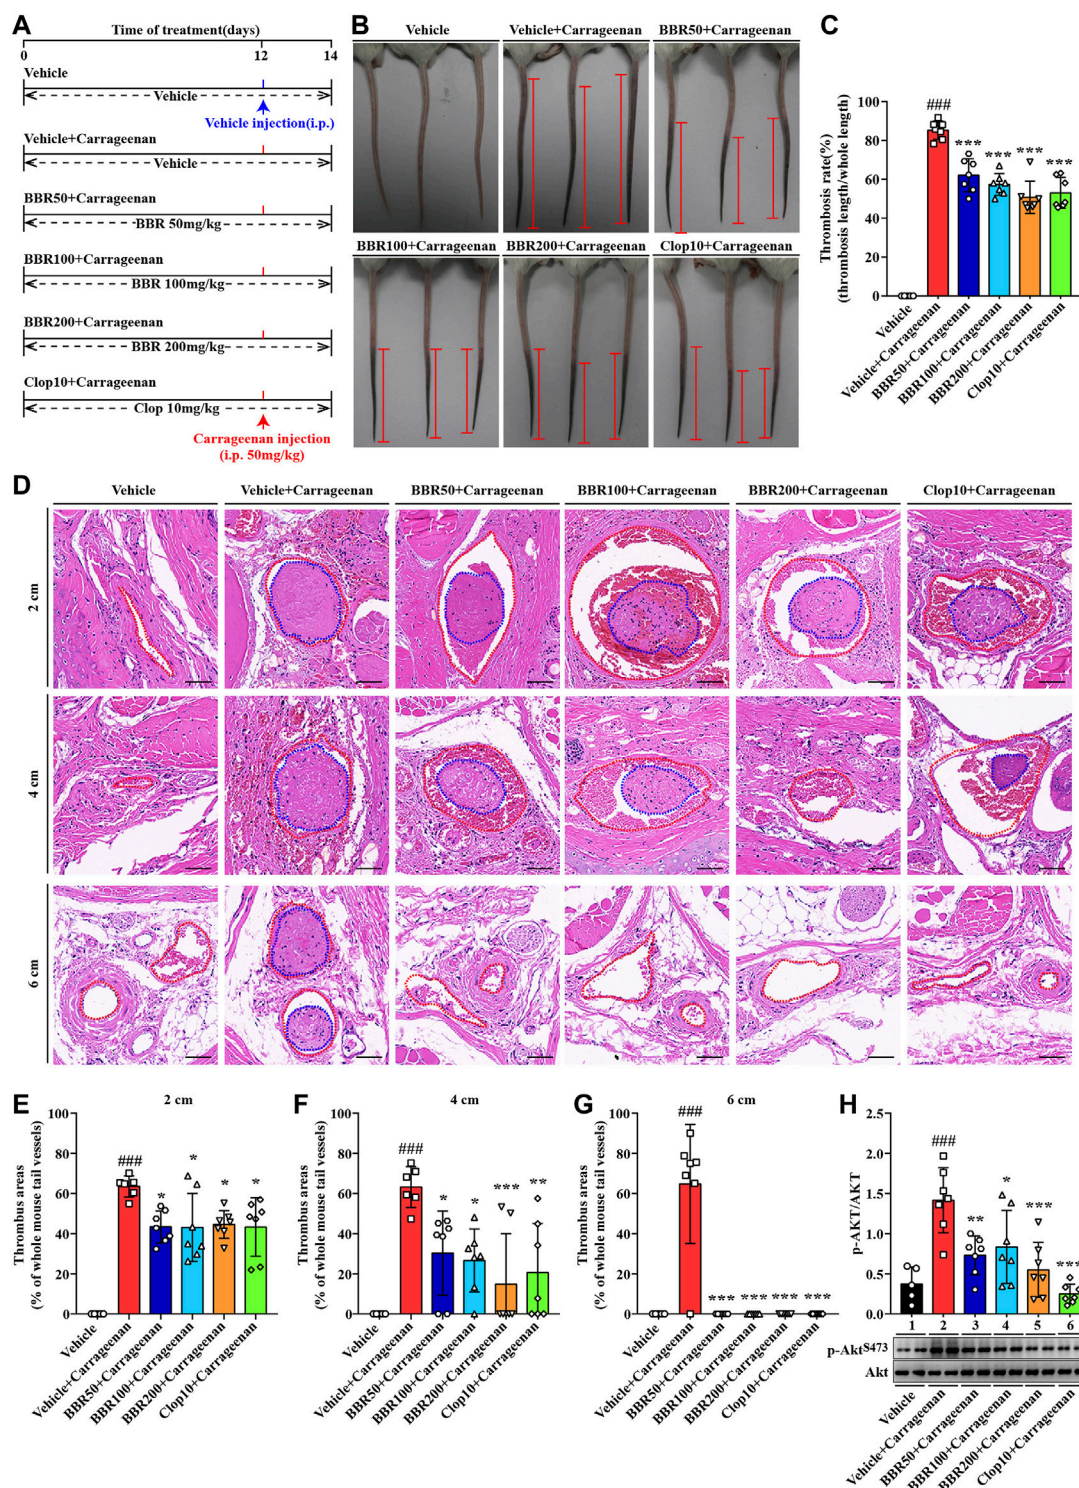 A
Time of treatment(days)
0 12 14
Vehicle
Vehicle
Vehicle injection(i.p.)
Vehicle+Carrageenan
Vehicle
BBR50+Carrageenan
BBR 50mg/kg
BBR100+Carrageenan
BBR 100mg/kg
BBR200+Carrageenan
BBR 200mg/kg
Clop10+Carrageenan
Clop 10mg/kg
Carrageenan injection
(i.p. 50mg/kg)
B
Vehicle Vehicle+Carrageenan BBR50+Carrageenan
BBR100+Carrageenan BBR200+Carrageenan Clop10+Carrageenan
C
Thrombosis rate(%)
(thrombosis length/whole length)
100
80
60
40
20
0
###
*** *** *** ***
Vehicle
Vehicle+Carrageenan
BBR50+Carrageenan
BBR100+Carrageenan
BBR200+Carrageenan
Clop10+Carrageenan
D
Vehicle Vehicle+Carrageenan BBR50+Carrageenan BBR100+Carrageenan BBR200+Carrageenan Clop10+Carrageenan
2 cm
4 cm
6 cm
E
2 cm
Thrombus areas
(% of whole mouse tail vessels)
100
80
60
40
20
0
###
* * * *
Vehicle
Vehicle+Carrageenan
BBR50+Carrageenan
BBR100+Carrageenan
BBR200+Carrageenan
Clop10+Carrageenan
F
4 cm
Thrombus areas
(% of whole mouse tail vessels)
100
80
60
40
20
0
###
* * *** **
Vehicle
Vehicle+Carrageenan
BBR50+Carrageenan
BBR100+Carrageenan
BBR200+Carrageenan
Clop10+Carrageenan
G
6 cm
Thrombus areas
(% of whole mouse tail vessels)
100
80
60
40
20
0
###
*** *** *** ***
Vehicle
Vehicle+Carrageenan
BBR50+Carrageenan
BBR100+Carrageenan
BBR200+Carrageenan
Clop10+Carrageenan
H
p-AKT/AKT
2.5
2.0
1.5
1.0
0.5
0.0
###
** * *** ***
1 2 3 4 5 6
p-Akt^S473
Akt
Vehicle
Vehicle+Carrageenan
BBR50+Carrageenan
BBR100+Carrageenan
BBR200+Carrageenan
Clop10+Carrageenan